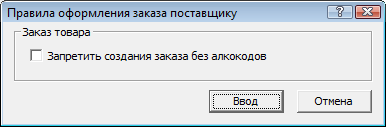 Правила оформления заказа поставщику
Заказ товара
Запретить создания заказа без алкокодов
Ввод
Отмена